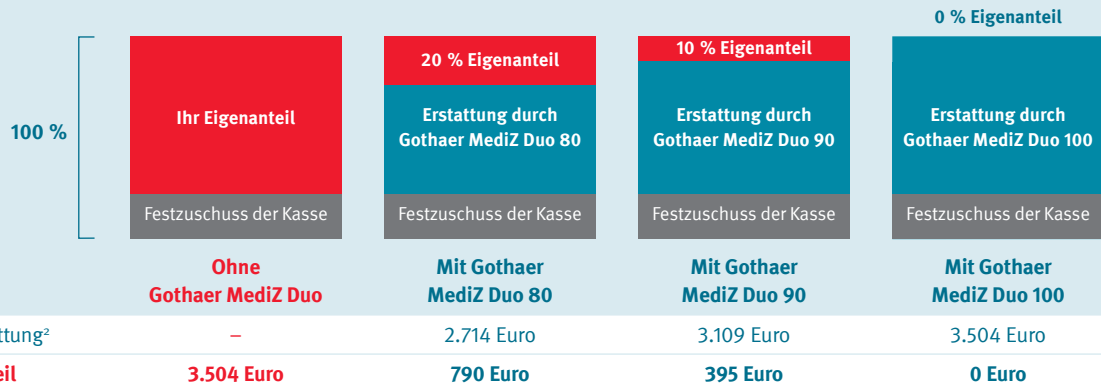 0 % Eigenanteil
20 % Eigenanteil
10 % Eigenanteil
100 %
Ihr Eigenanteil
Erstattung durch
Gothaer MediZ Duo 80
Erstattung durch
Gothaer MediZ Duo 90
Erstattung durch
Gothaer MediZ Duo 100
Festzuschuss der Kasse
Festzuschuss der Kasse
Festzuschuss der Kasse
Festzuschuss der Kasse
Ohne
Gothaer MediZ Duo
Mit Gothaer
MediZ Duo 80
Mit Gothaer
MediZ Duo 90
Mit Gothaer
MediZ Duo 100
ttung² – 2.714 Euro 3.109 Euro 3.504 Euro
eil 3.504 Euro 790 Euro 395 Euro 0 Euro